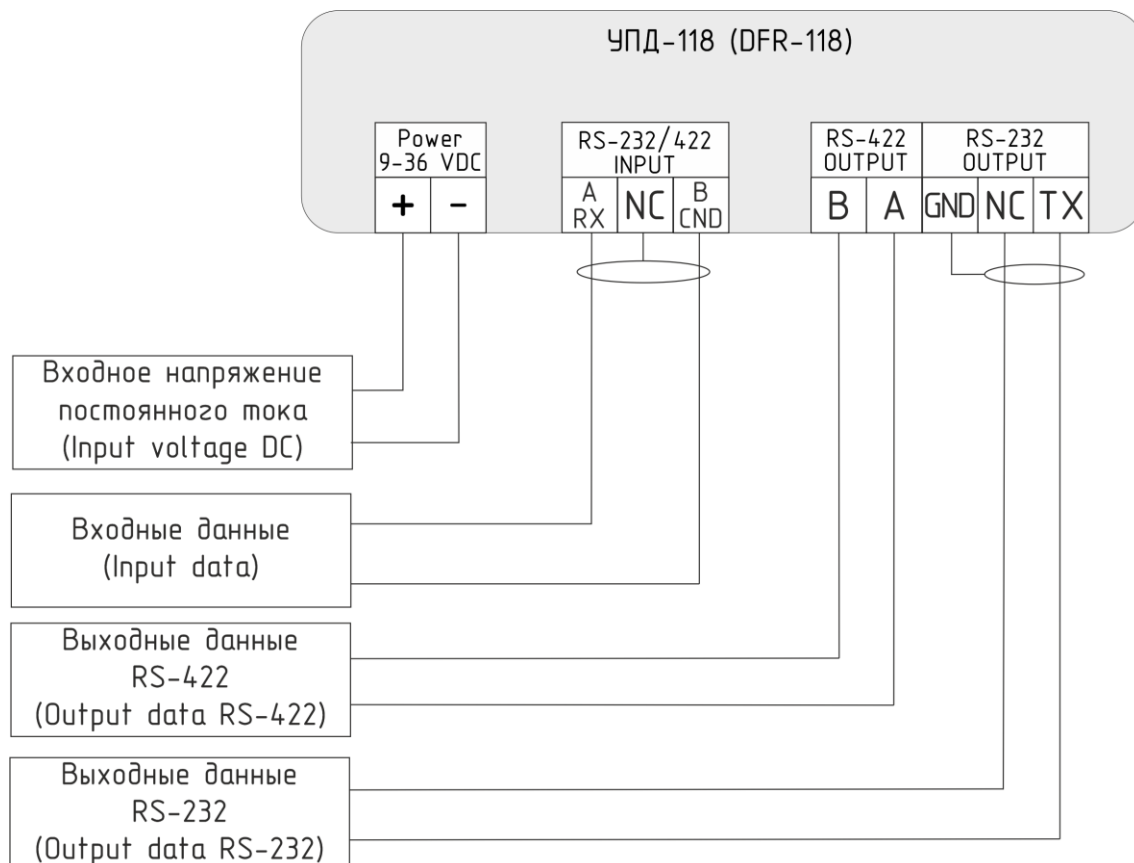 УПД-118 (DFR-118)
Power
9-36 VDC
+ -
RS-232/422
INPUT
A
RX
NC
B
CND
RS-422
OUTPUT
B A
RS-232
OUTPUT
GND NC TX
Входное напряжение
постоянного тока
(Input voltage DC)
Входные данные
(Input data)
Выходные данные
RS-422
(Output data RS-422)
Выходные данные
RS-232
(Output data RS-232)